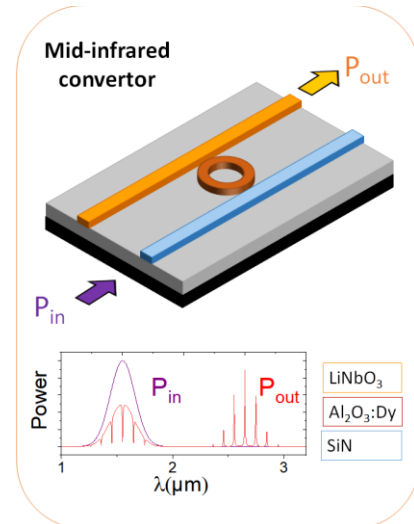 Mid-infrared
convertor
P_out
P_in
P_in
P_out
Power
1 2 3
λ(μm)
LiNbO₃
Al₂O₃:Dy
SiN